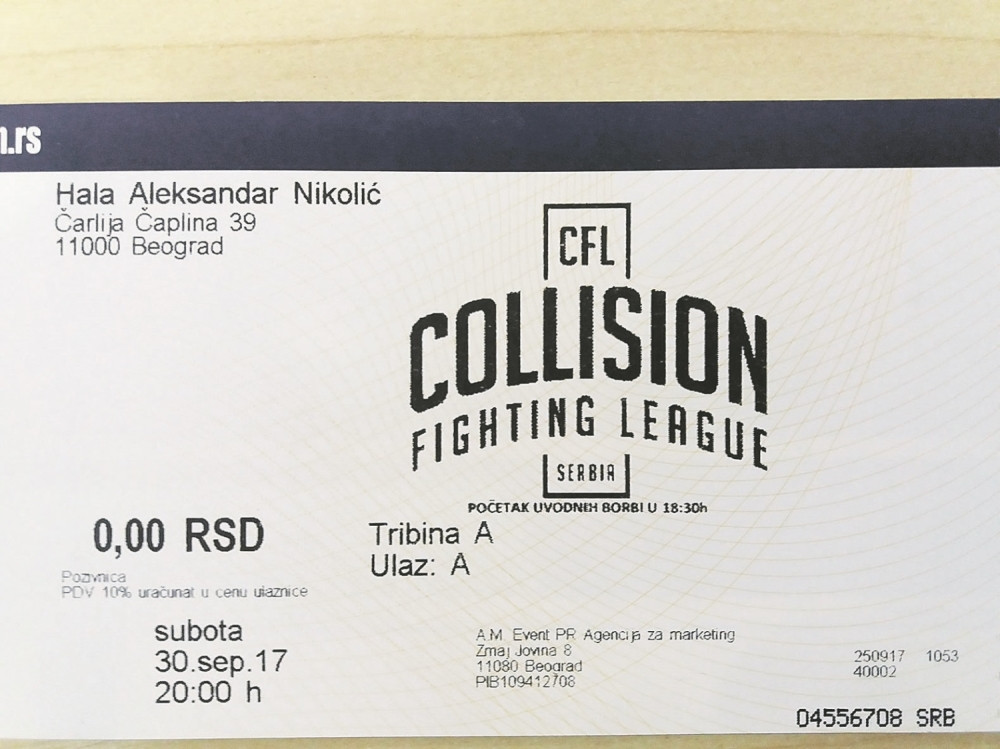 .rs
Hala Aleksandar Nikolić
Čarlija Čaplina 39
11000 Beograd
CFL
COLLISION
FIGHTING LEAGUE
SERBIA
POČETAK UVODNIH BORBI U 18:30h
0,00 RSD
Tribina A
Ulaz: A
Pozivnica
PDV 10% uračunat u cenu ulaznice
subota
30.sep.17
20:00 h
A.M. Event PR Agencija za marketing
Zmaj Jovina 8
11080 Beograd
PIB109412708
250917 1053
40002
04556708 SRB